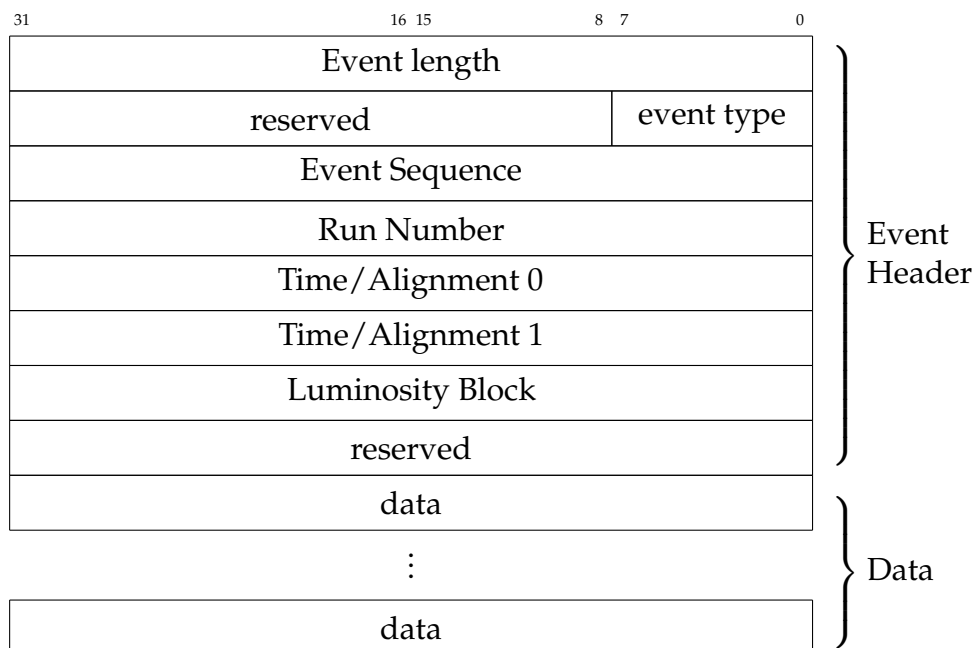 31 16 15 8 7 0
Event length
reserved event type
Event Sequence
Run Number
Time/Alignment 0
Time/Alignment 1
Luminosity Block
reserved
Event
Header
data
⋮
Data
data